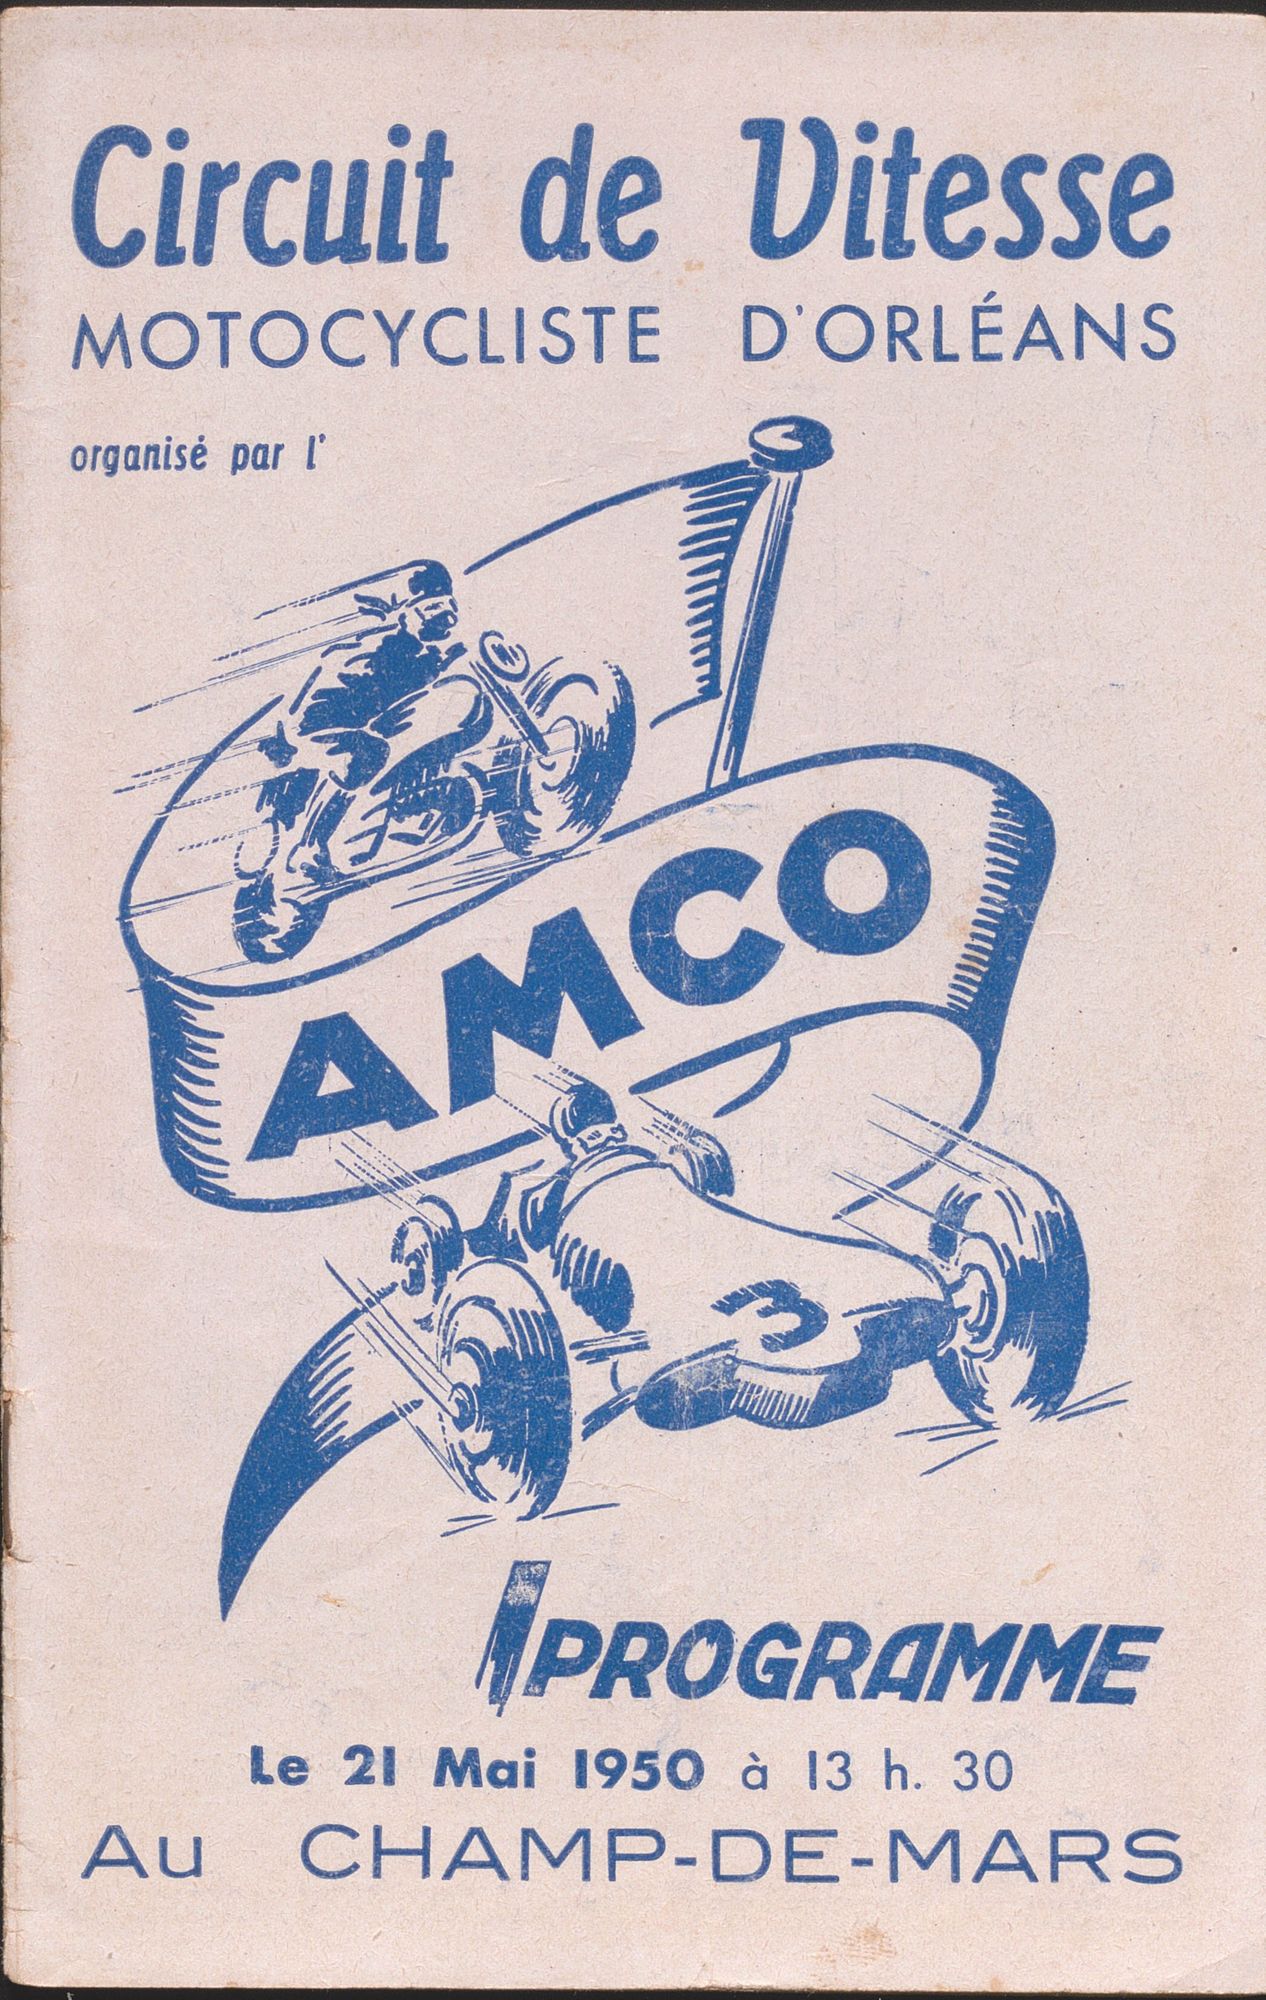 Circuit de Vitesse
MOTOCYCLISTE D'ORLÉANS
organisé par l'
AMCO
3
PROGRAMME
Le 21 Mai 1950 à 13 h. 30
Au CHAMP-DE-MARS